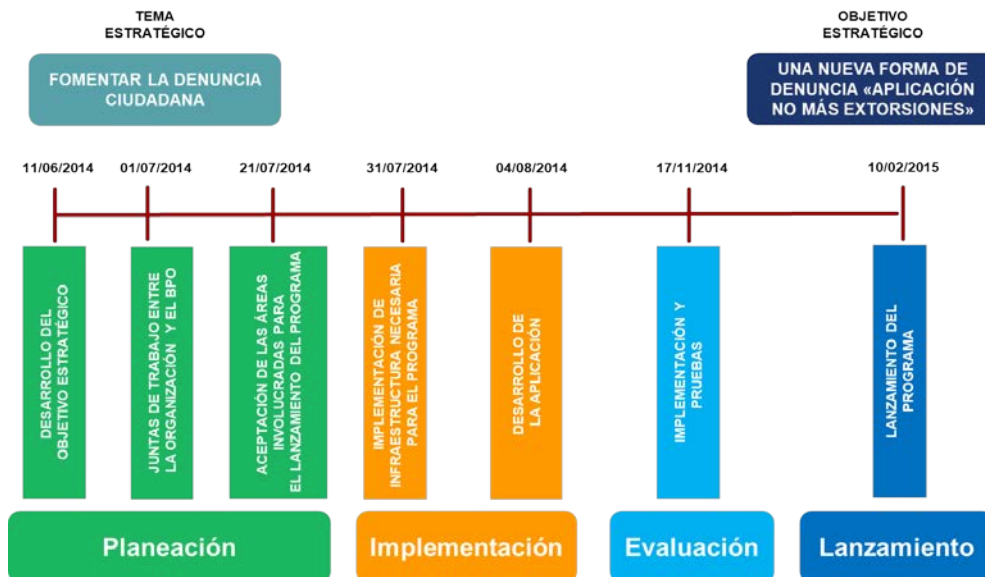 TEMA
ESTRATÉGICO
OBJETIVO
ESTRATÉGICO
FOMENTAR LA DENUNCIA
CIUDADANA
UNA NUEVA FORMA DE
DENUNCIA «APLICACIÓN
NO MÁS EXTORSIONES»
11/06/2014
01/07/2014
21/07/2014
31/07/2014
04/08/2014
17/11/2014
10/02/2015
DESARROLLO DEL
OBJETIVO ESTRATÉGICO
JUNTAS DE TRABAJO ENTRE
LA ORGANIZACIÓN Y EL BPO
ACEPTACIÓN DE LAS ÁREAS
INVOLUCRADAS PARA
EL LANZAMIENTO DEL PROGRAMA
IMPLEMENTACIÓN DE
INFRAESTRUCTURA NECESARIA
PARA EL PROGRAMA
DESARROLLO DE
LA APLICACIÓN
IMPLEMENTACIÓN Y
PRUEBAS
LANZAMIENTO DEL
PROGRAMA
Planeación
Implementación
Evaluación
Lanzamiento